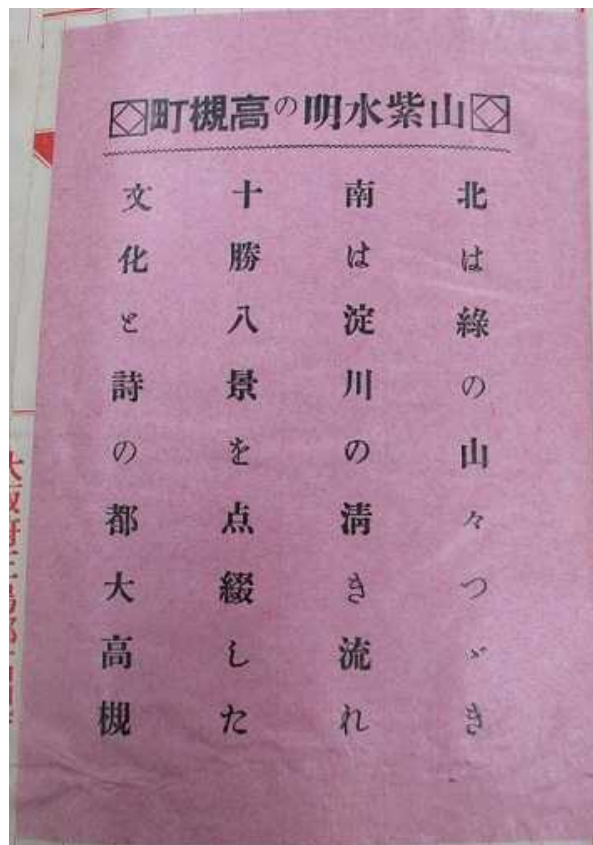 山紫水明の高槻町
北は綠の山々つゞき
南は淀川の淸き流れ
十勝八景を点綴した
文化と詩の都大高槻